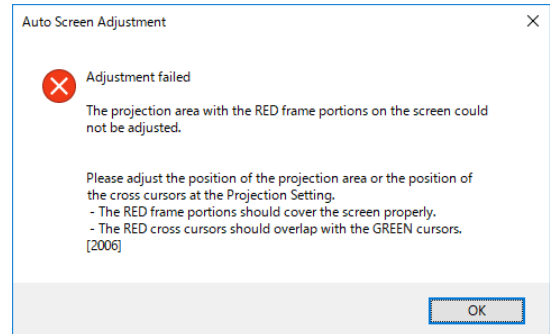 Auto Screen Adjustment
Adjustment failed
The projection area with the RED frame portions on the screen could
not be adjusted.
Please adjust the position of the projection area or the position of
the cross cursors at the Projection Setting.
- The RED frame portions should cover the screen properly.
- The RED cross cursors should overlap with the GREEN cursors.
[2006]
OK